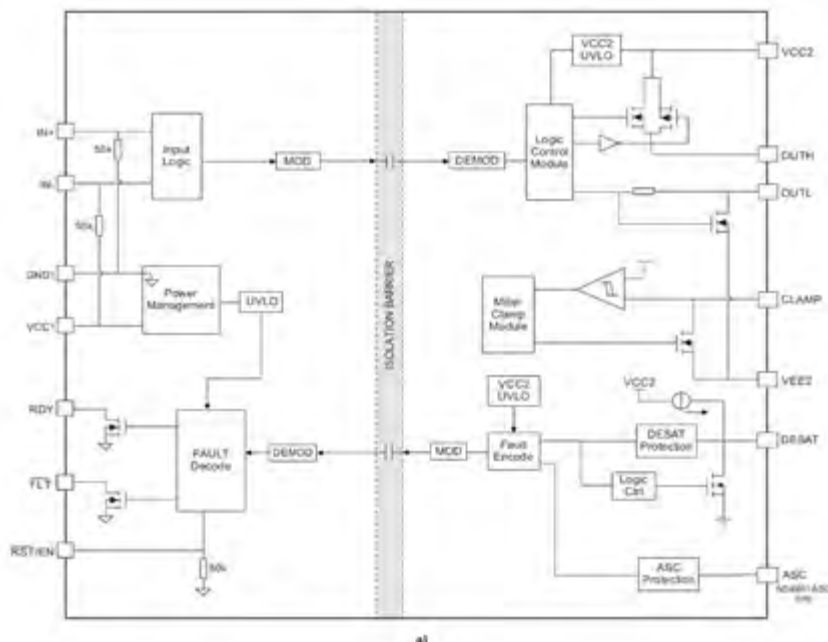 VCC2
UVLO
VCC2
IN+
50k
Input
Logic
MOD
DEMOD
Logic
Control
Module
OUTH
IN-
OUTL
50k
GND1
Power
Management
UVLO
ISOLATION BARRIER
Miller
Clamp
Module
CLAMP
VCC1
VEE2
VCC2
UVLO
VCC2
RDY
FAULT
Decode
DEMOD
MOD
Fault
Encode
DESAT
Protection
DESAT
FLT
Logic
Ctrl
RST/EN
50k
ASC
Protection
ASC
only
a)